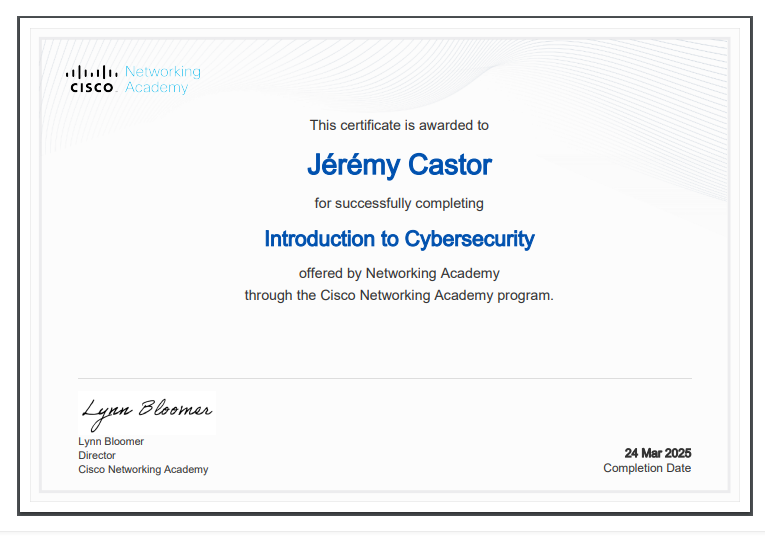 Networking
CISCO Academy
This certificate is awarded to
Jérémy Castor
for successfully completing
Introduction to Cybersecurity
offered by Networking Academy
through the Cisco Networking Academy program.
Lynn Bloomer
Lynn Bloomer
Director
Cisco Networking Academy
24 Mar 2025
Completion Date